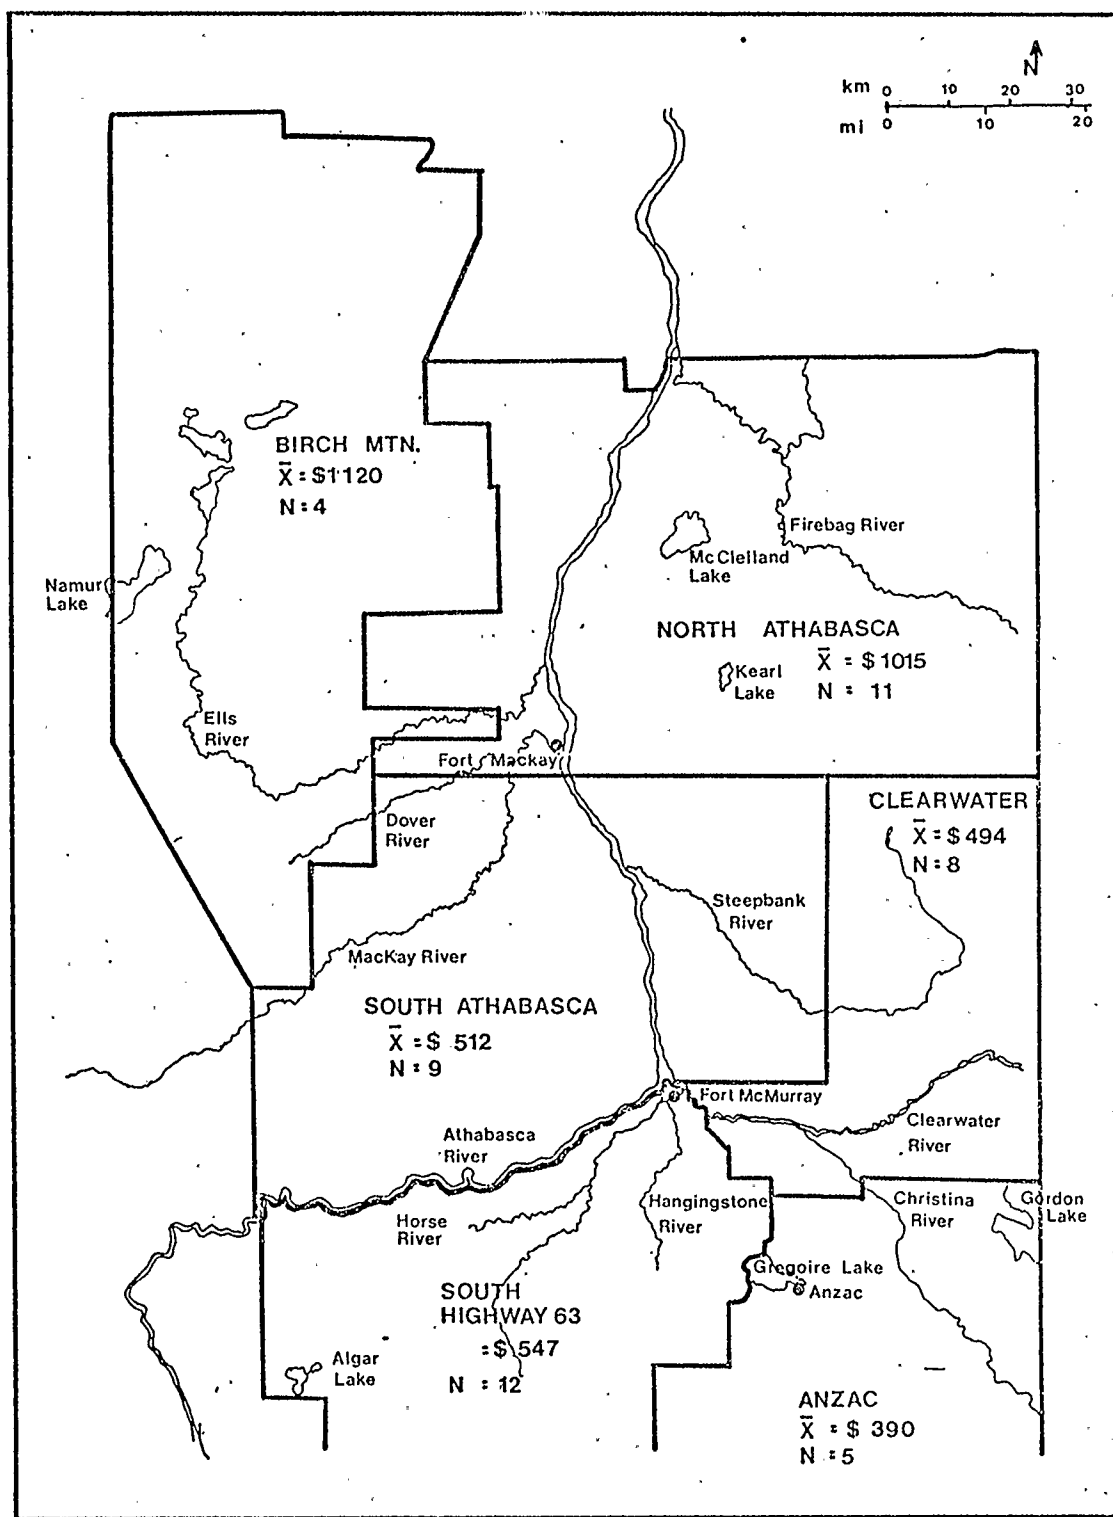 N
km 0 10 20 30
mi 0 10 20
BIRCH MTN.
X̄ = $1120
N = 4
Firebag River
McClelland
Lake
Namur
Lake
NORTH ATHABASCA
X̄ = $1015
N = 11
Kearl
Lake
Ells
River
Fort Mackay
CLEARWATER
X̄ = $494
N = 8
Dover
River
Steepbank
River
MacKay River
SOUTH ATHABASCA
X̄ = $ 512
N = 9
Fort McMurray
Clearwater
River
Athabasca
River
Horse
River
Hangingstone
River
Christina
River
Gordon
Lake
Gregoire Lake
Anzac
SOUTH
HIGHWAY 63
= $547
N = 12
Algar
Lake
ANZAC
X̄ = $ 390
N = 5